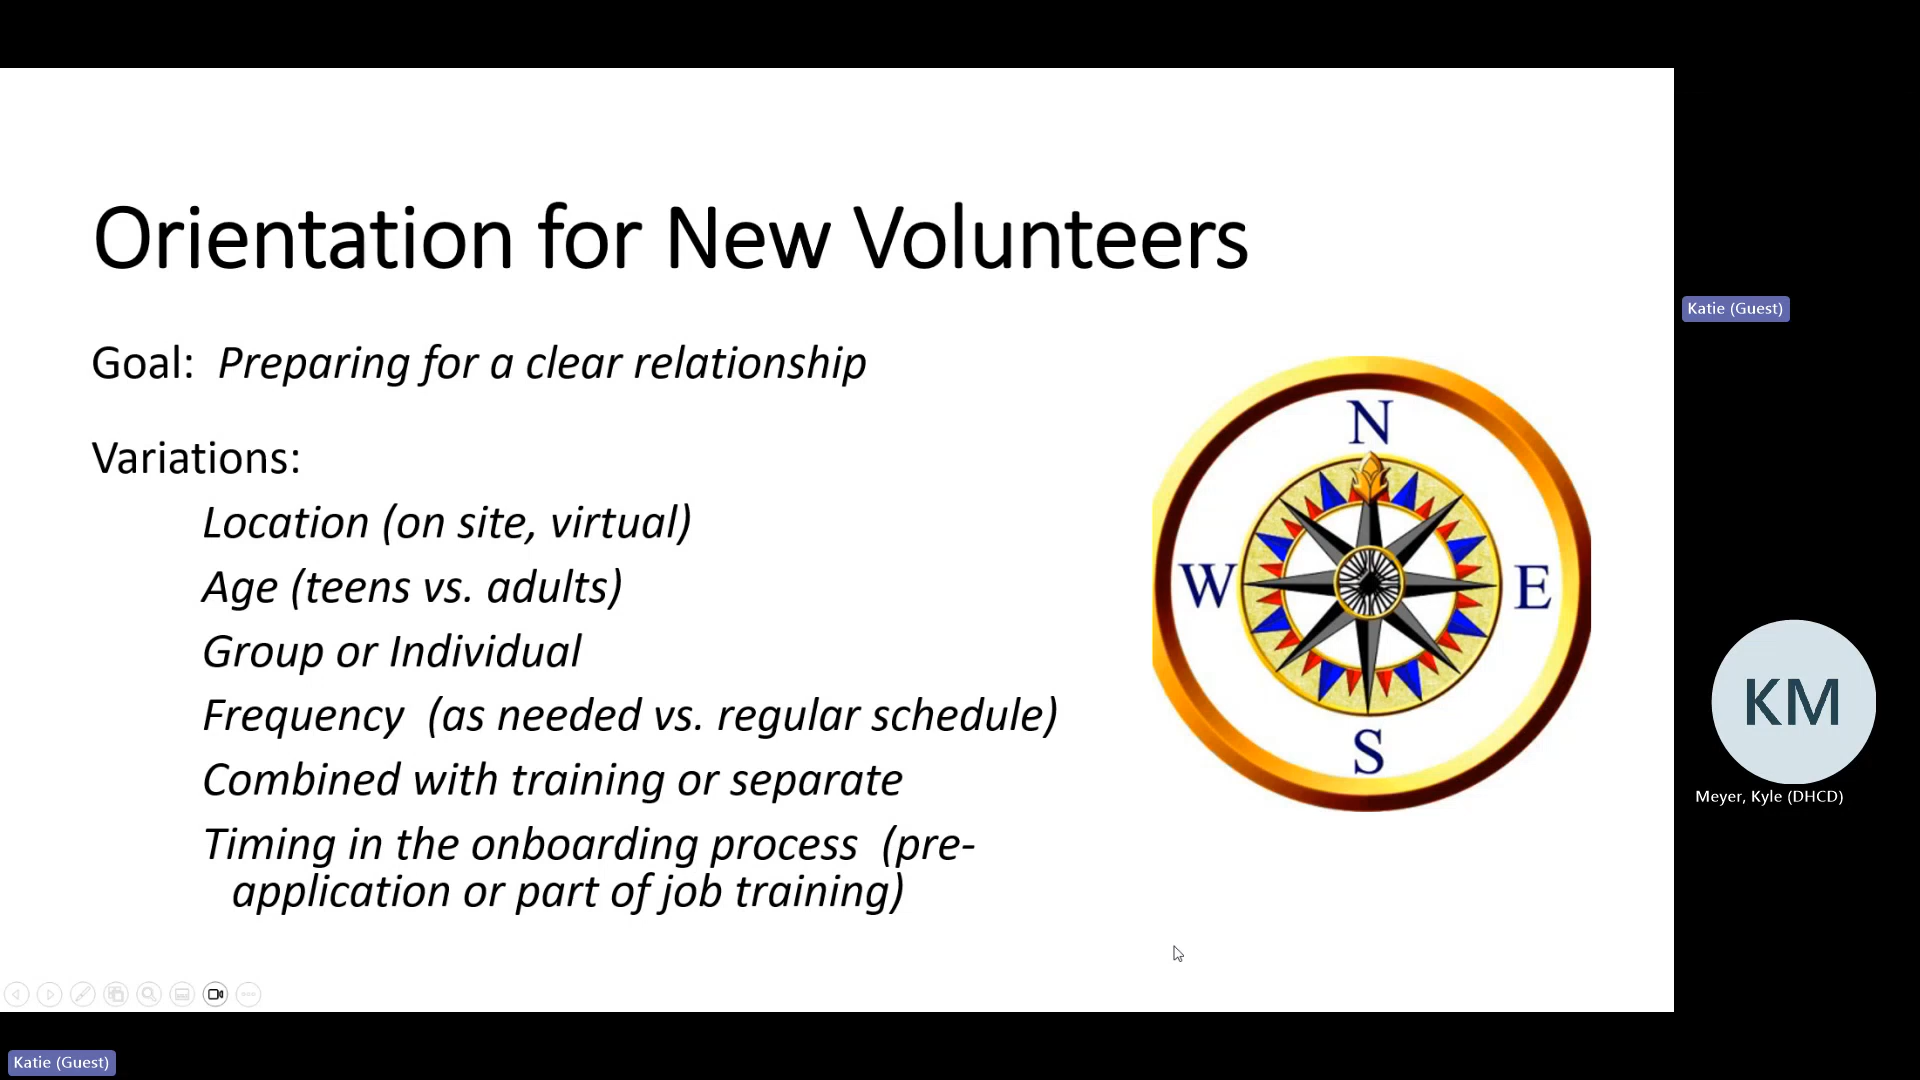 Orientation for New Volunteers
Goal:  Preparing for a clear relationship
Variations:
Location (on site, virtual)
Age (teens vs. adults)
Group or Individual
Frequency  (as needed vs. regular schedule)
Combined with training or separate
Timing in the onboarding process  (pre-
application or part of job training)
N
W
E
S
Katie (Guest)
KM
Meyer, Kyle (DHCD)
Katie (Guest)